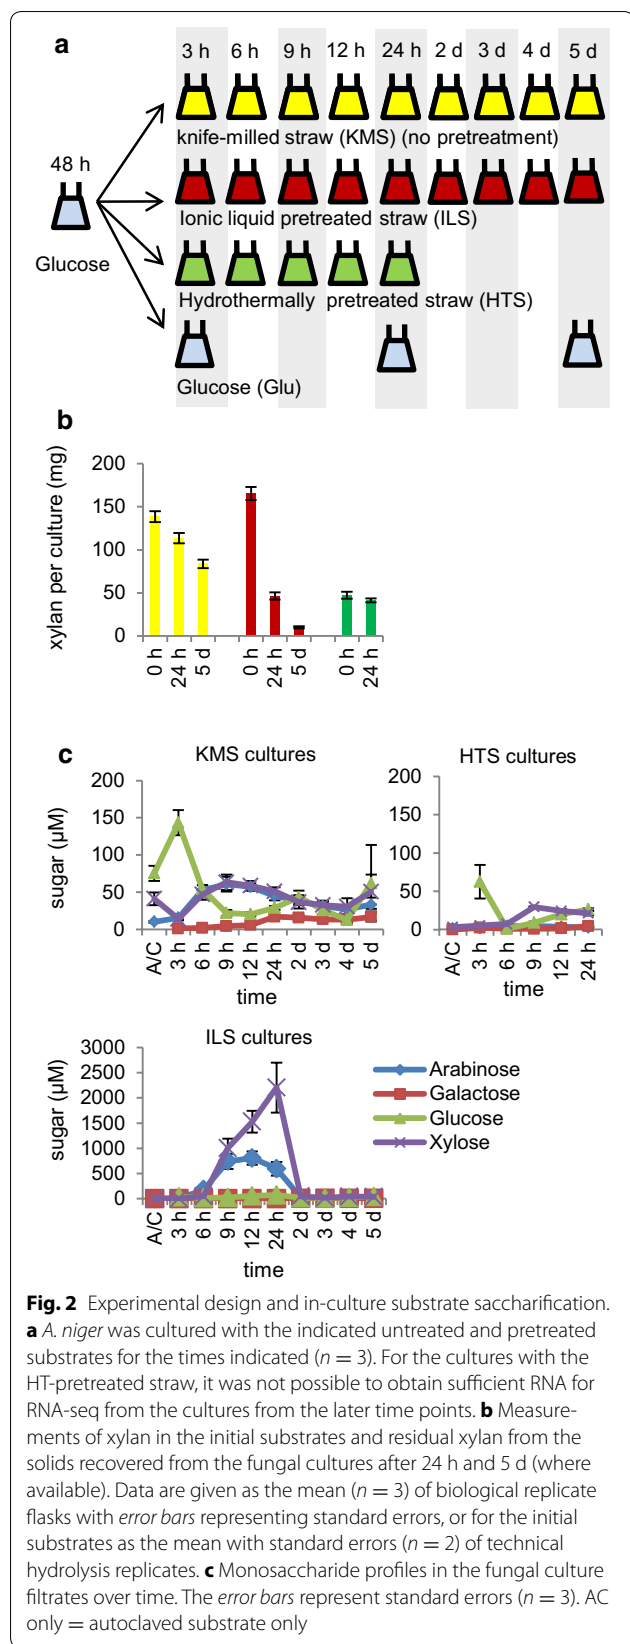 a
3 h 6 h 9 h 12 h 24 h 2 d 3 d 4 d 5 d
knife-milled straw (KMS) (no pretreatment)
48 h
Ionic liquid pretreated straw (ILS)
Glucose
Hydrothermally pretreated straw (HTS)
Glucose (Glu)
b
xylan per culture (mg)
200
150
100
50
0
0 h 24 h 5 d 0 h 24 h 5 d 0 h 24 h
c
KMS cultures
sugar (µM)
200
150
100
50
0
A/C 3 h 6 h 9 h 12 h 24 h 2 d 3 d 4 d 5 d
time
HTS cultures
200
150
100
50
0
A/C 3 h 6 h 9 h 12 h 24 h
time
ILS cultures
sugar (µM)
3000
2500
2000
1500
1000
500
0
A/C 3 h 6 h 9 h 12 h 24 h 2 d 3 d 4 d 5 d
time
Arabinose
Galactose
Glucose
Xylose
Fig. 2 Experimental design and in-culture substrate saccharification.
a A. niger was cultured with the indicated untreated and pretreated
substrates for the times indicated (n = 3). For the cultures with the
HT-pretreated straw, it was not possible to obtain sufficient RNA for
RNA-seq from the cultures from the later time points. b Measure-
ments of xylan in the initial substrates and residual xylan from the
solids recovered from the fungal cultures after 24 h and 5 d (where
available). Data are given as the mean (n = 3) of biological replicate
flasks with error bars representing standard errors, or for the initial
substrates as the mean with standard errors (n = 2) of technical
hydrolysis replicates. c Monosaccharide profiles in the fungal culture
filtrates over time. The error bars represent standard errors (n = 3). AC
only = autoclaved substrate only